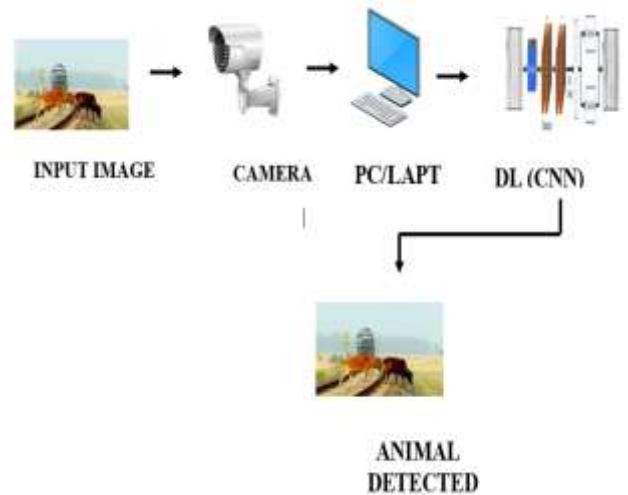 INPUT IMAGE
CAMERA
PC/LAPT
DL (CNN)
ANIMAL
DETECTED